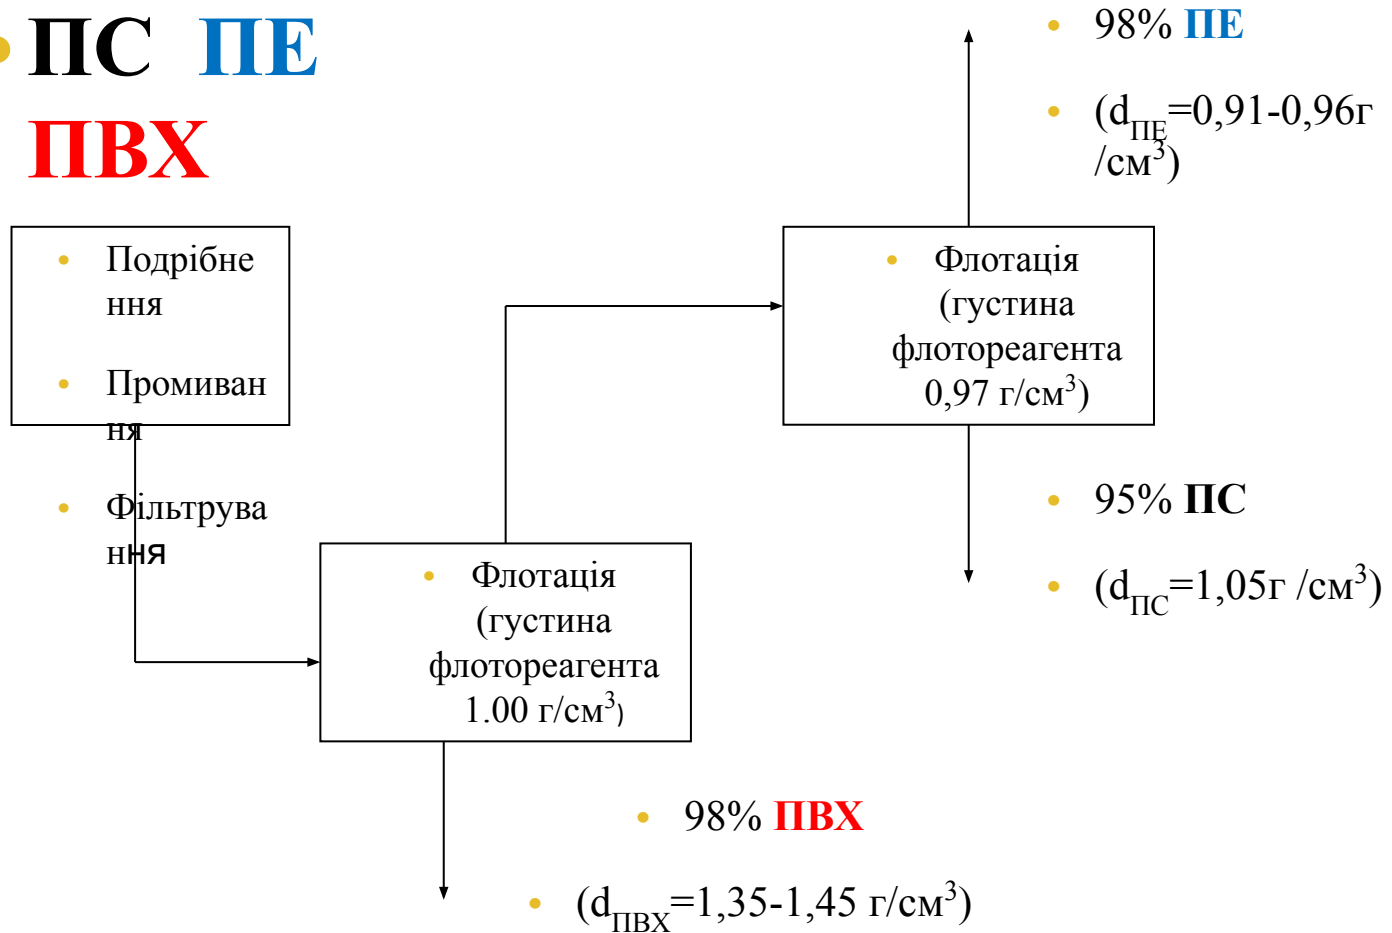 • ПС ПЕ
ПВХ
• Подрібне
ння
• Промиван
ня
• Фільтрува
ння
• Флотація
(густина
флотореагента
1.00 г/см³)
• 98% ПВХ
• (dПВХ=1,35-1,45 г/см³)
• Флотація
(густина
флотореагента
0,97 г/см³)
• 98% ПЕ
• (dПЕ=0,91-0,96г
/см³)
• 95% ПС
• (dПС=1,05г /см³)